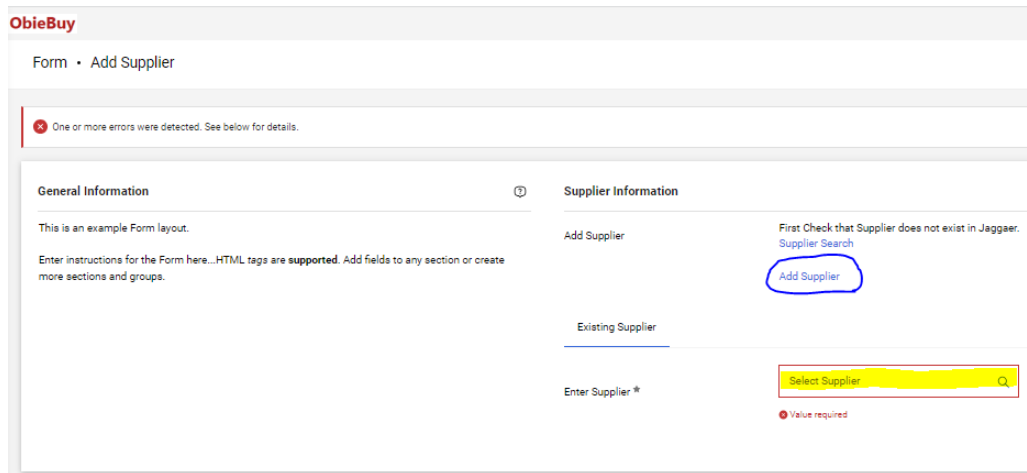 ObieBuy
Form • Add Supplier
One or more errors were detected. See below for details.
General Information
This is an example Form layout.
Enter instructions for the Form here...HTML tags are supported. Add fields to any section or create
more sections and groups.
Supplier Information
Add Supplier
First Check that Supplier does not exist in Jaggaer.
Supplier Search
Add Supplier
Existing Supplier
Enter Supplier *
Select Supplier
Value required